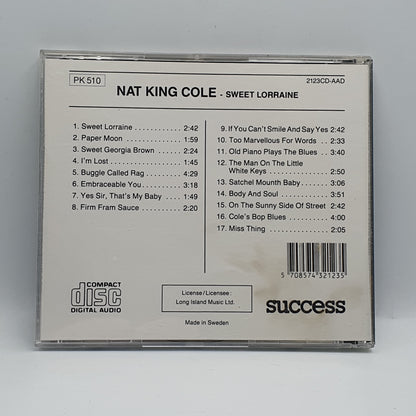 PK 510
2123CD-AAD
NAT KING COLE - SWEET LORRAINE
1. Sweet Lorraine . . . . . . . . . . . 2:42
2. Paper Moon . . . . . . . . . . . . . 1:59
3. Sweet Georgia Brown . . . . . . 2:24
4. I'm Lost . . . . . . . . . . . . . . . . 1:45
5. Buggle Called Rag . . . . . . . . 4:29
6. Embraceable You . . . . . . . . . 3:18
7. Yes Sir, That's My Baby . . . . 1:49
8. Firm Fram Sauce . . . . . . . . . 2:20
9. If You Can't Smile And Say Yes 2:42
10. Too Marvellous For Words . . 2:33
11. Old Piano Plays The Blues . . 3:40
12. The Man On The Little
White Keys . . . . . . . . . . . . . 2:50
13. Satchel Mounth Baby . . . . . . 3:06
14. Body And Soul . . . . . . . . . . . 3:51
15. On The Sunny Side Of Street . 2:43
16. Cole's Bop Blues . . . . . . . . . 4:00
17. Miss Thing . . . . . . . . . . . . . 5:05
5 708574 321235
COMPACT
disc
DIGITAL AUDIO
License / Licensee:
Long Island Music Ltd.
Made in Sweden
success